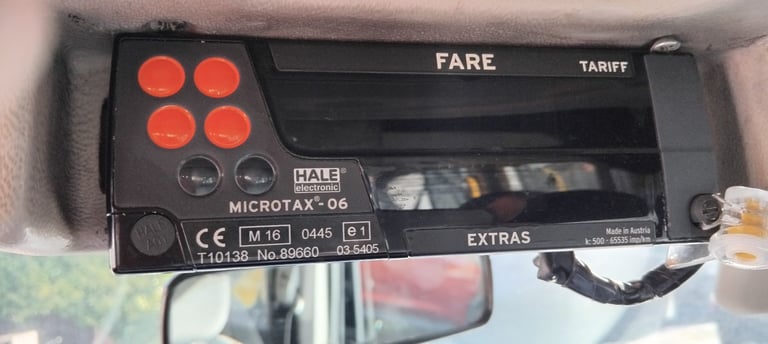 FARE TARIFF
HALE®
electronic
MICROTAX®-06
CE M 16 0445 e1
T10138 No.89660 03 5405
EXTRAS
Made in Austria
k: 500 - 65535 imp/km